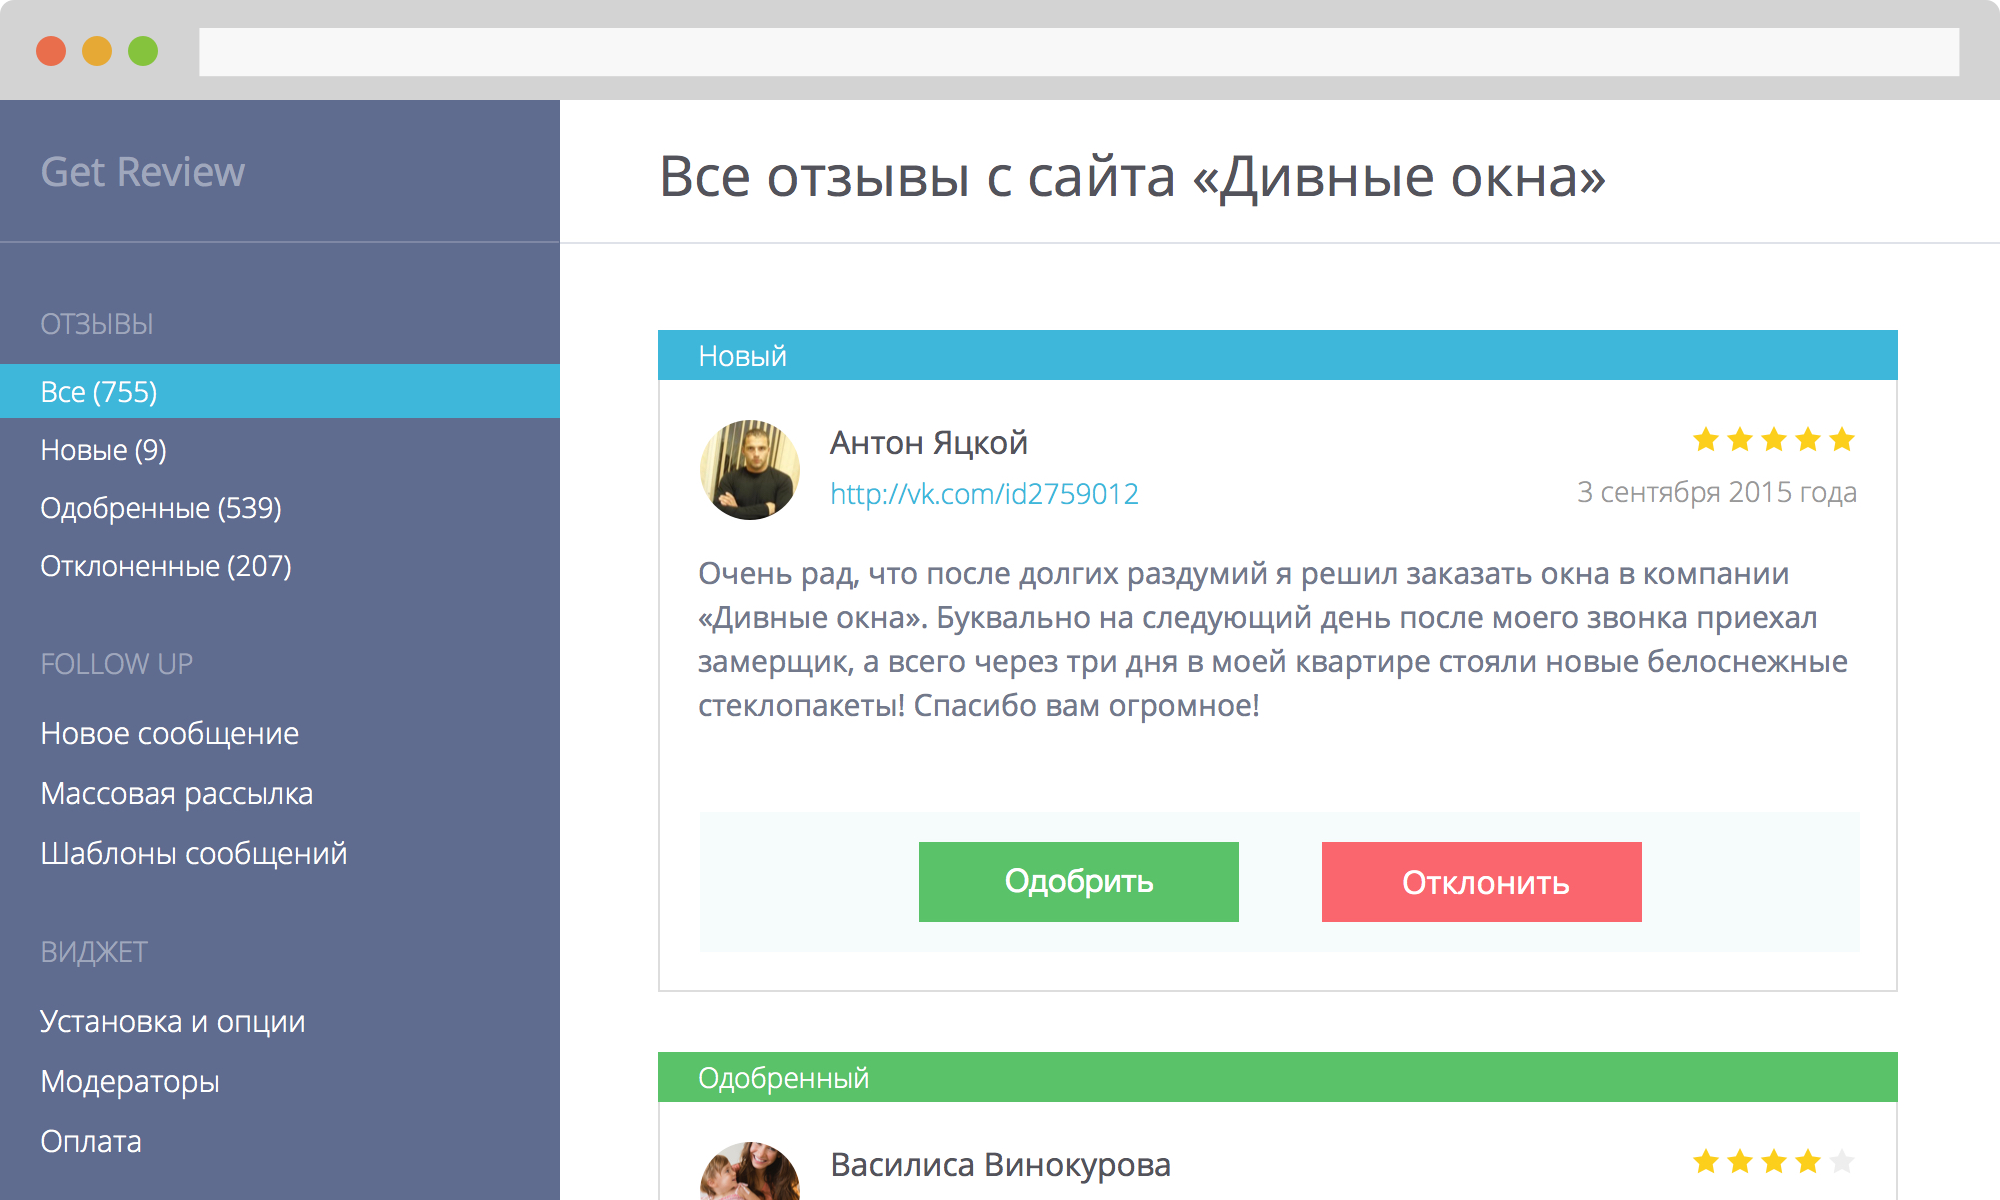 Get Review
ОТЗЫВЫ
Все (755)
Новые (9)
Одобренные (539)
Отклоненные (207)
FOLLOW UP
Новое сообщение
Массовая рассылка
Шаблоны сообщений
ВИДЖЕТ
Установка и опции
Модераторы
Оплата
Все отзывы с сайта «Дивные окна»
Новый
Антон Яцкой
http://vk.com/id2759012
3 сентября 2015 года
Очень рад, что после долгих раздумий я решил заказать окна в компании
«Дивные окна». Буквально на следующий день после моего звонка приехал
замерщик, а всего через три дня в моей квартире стояли новые белоснежные
стеклопакеты! Спасибо вам огромное!
Одобрить
Отклонить
Одобренный
Василиса Винокурова